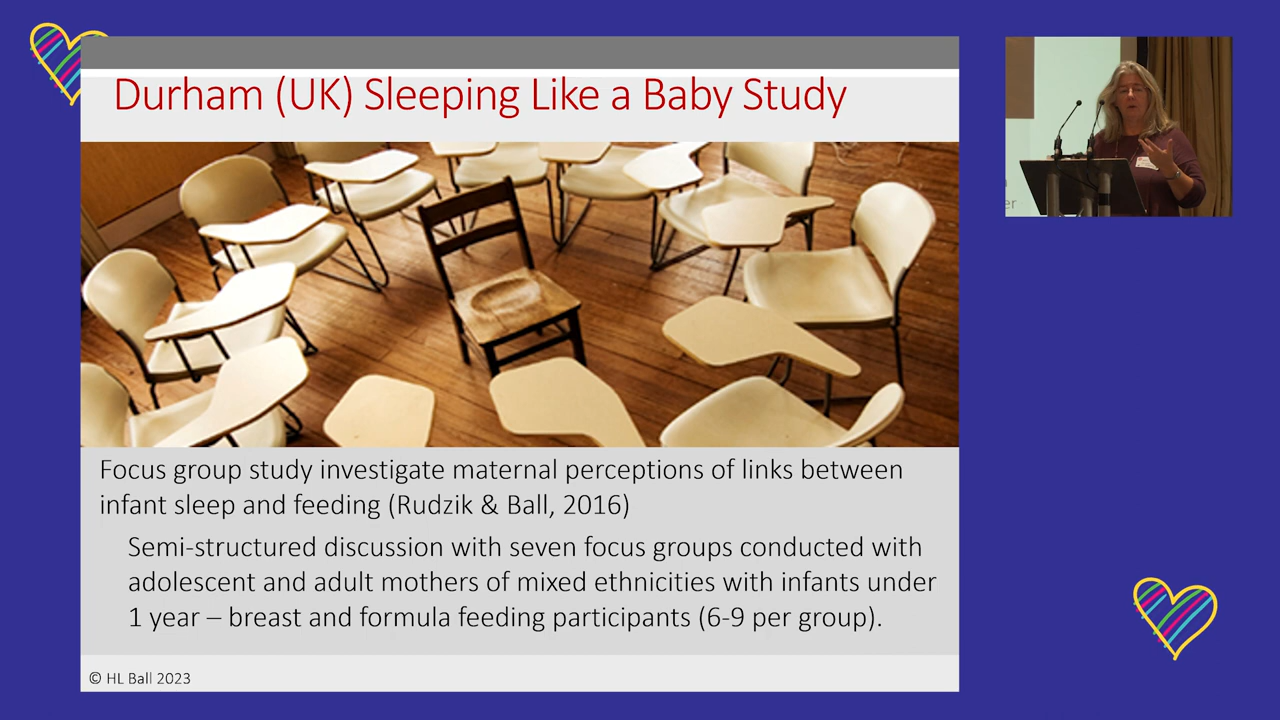 Durham (UK) Sleeping Like a Baby Study
Focus group study investigate maternal perceptions of links between
infant sleep and feeding (Rudzik & Ball, 2016)
Semi-structured discussion with seven focus groups conducted with
adolescent and adult mothers of mixed ethnicities with infants under
1 year – breast and formula feeding participants (6-9 per group).
© HL Ball 2023
er